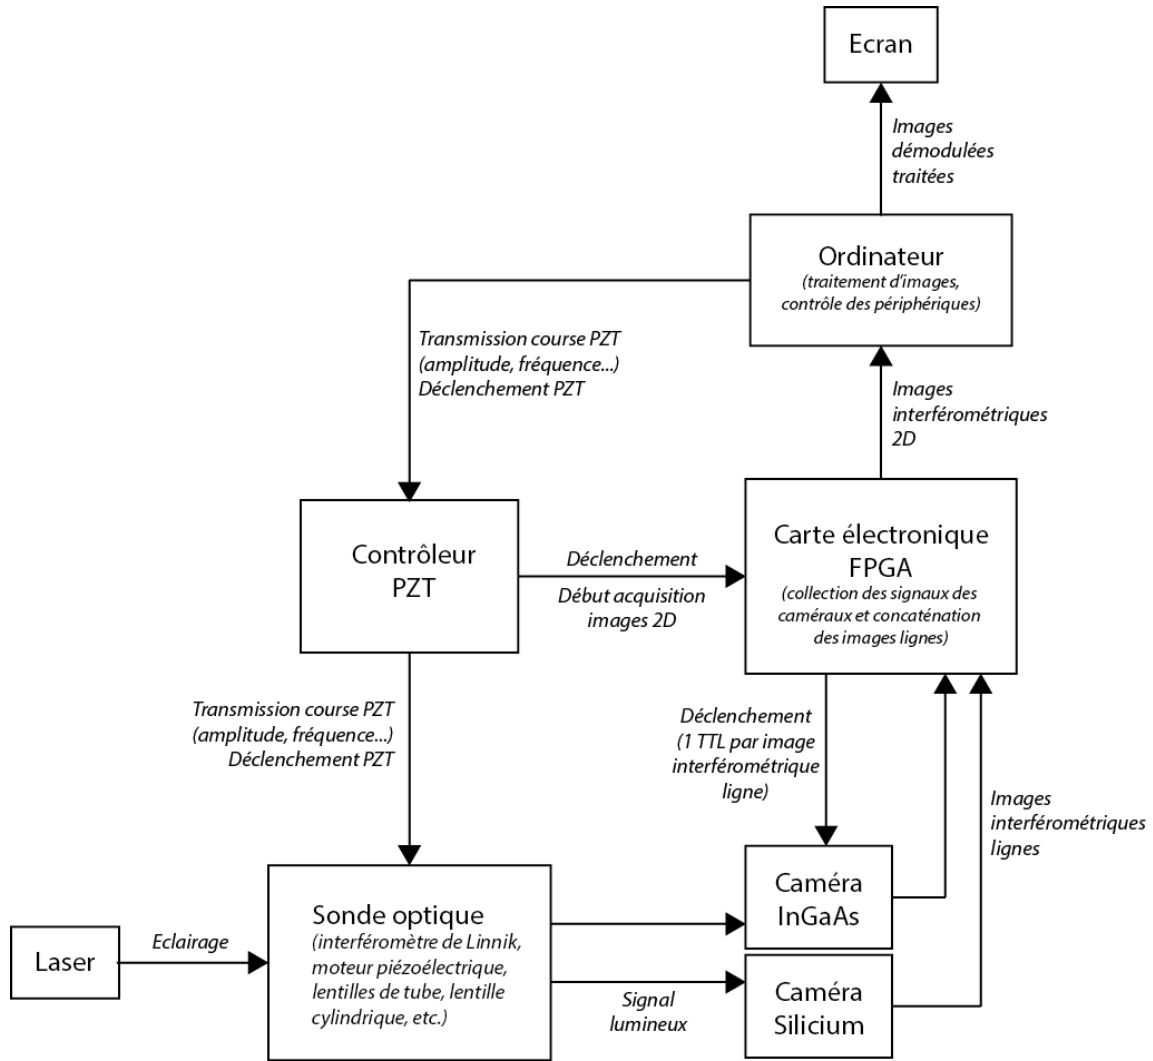 Ecran
Images
démodulées
traitées
Ordinateur
(traitement d'images,
contrôle des périphériques)
Transmission course PZT
(amplitude, fréquence...)
Déclenchement PZT
Images
interférométriques
2D
Contrôleur
PZT
Déclenchement
Début acquisition
images 2D
Carte électronique
FPGA
(collection des signaux des
caméraux et concaténation
des images lignes)
Transmission course PZT
(amplitude, fréquence...)
Déclenchement PZT
Déclenchement
(1 TTL par image
interférométrique
ligne)
Images
interférométriques
lignes
Laser
Eclairage
Sonde optique
(interféromètre de Linnik,
moteur piézoélectrique,
lentilles de tube, lentille
cylindrique, etc.)
Signal
lumineux
Caméra
InGaAs
Caméra
Silicium